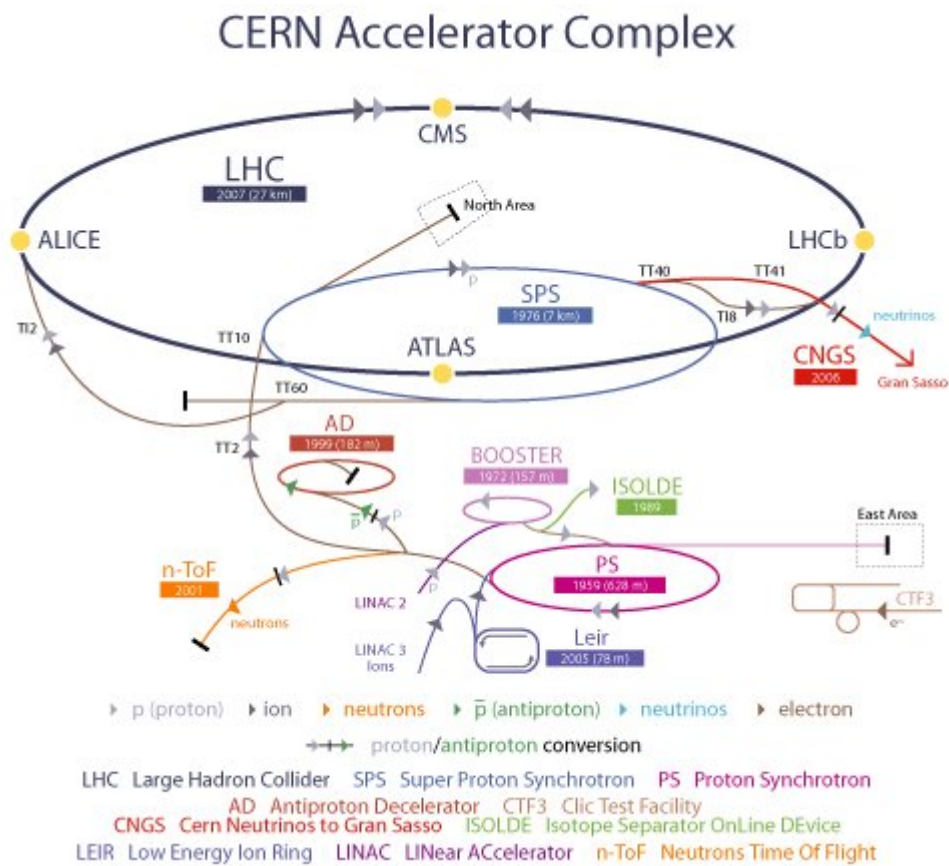 CERN Accelerator Complex
CMS
LHC
2007 (27 km)
North Area
ALICE
LHCb
p
TT40
TT41
SPS
1976 (7 km)
TI8
neutrinos
TI2
TT10
ATLAS
CNGS
2006
Gran Sasso
TT60
AD
1999 (182 m)
TT2
BOOSTER
1972 (157 m)
ISOLDE
1989
East Area
p̅
p
n-ToF
2001
PS
1959 (628 m)
LINAC 2
p
neutrons
CTF3
e-
LINAC 3
Ions
Leir
2005 (78 m)
p (proton) ion neutrons p̅ (antiproton) neutrinos electron
proton/antiproton conversion
LHC Large Hadron Collider SPS Super Proton Synchrotron PS Proton Synchrotron
AD Antiproton Decelerator CTF3 Clic Test Facility
CNGS Cern Neutrinos to Gran Sasso ISOLDE Isotope Separator OnLine DEvice
LEIR Low Energy Ion Ring LINAC LINear ACcelerator n-ToF Neutrons Time Of Flight